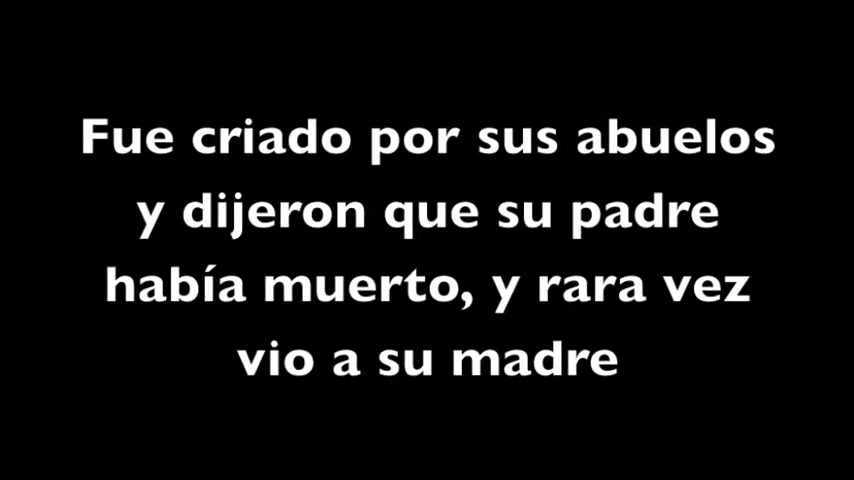 Fue criado por sus abuelos
y dijeron que su padre
había muerto, y rara vez
vio a su madre